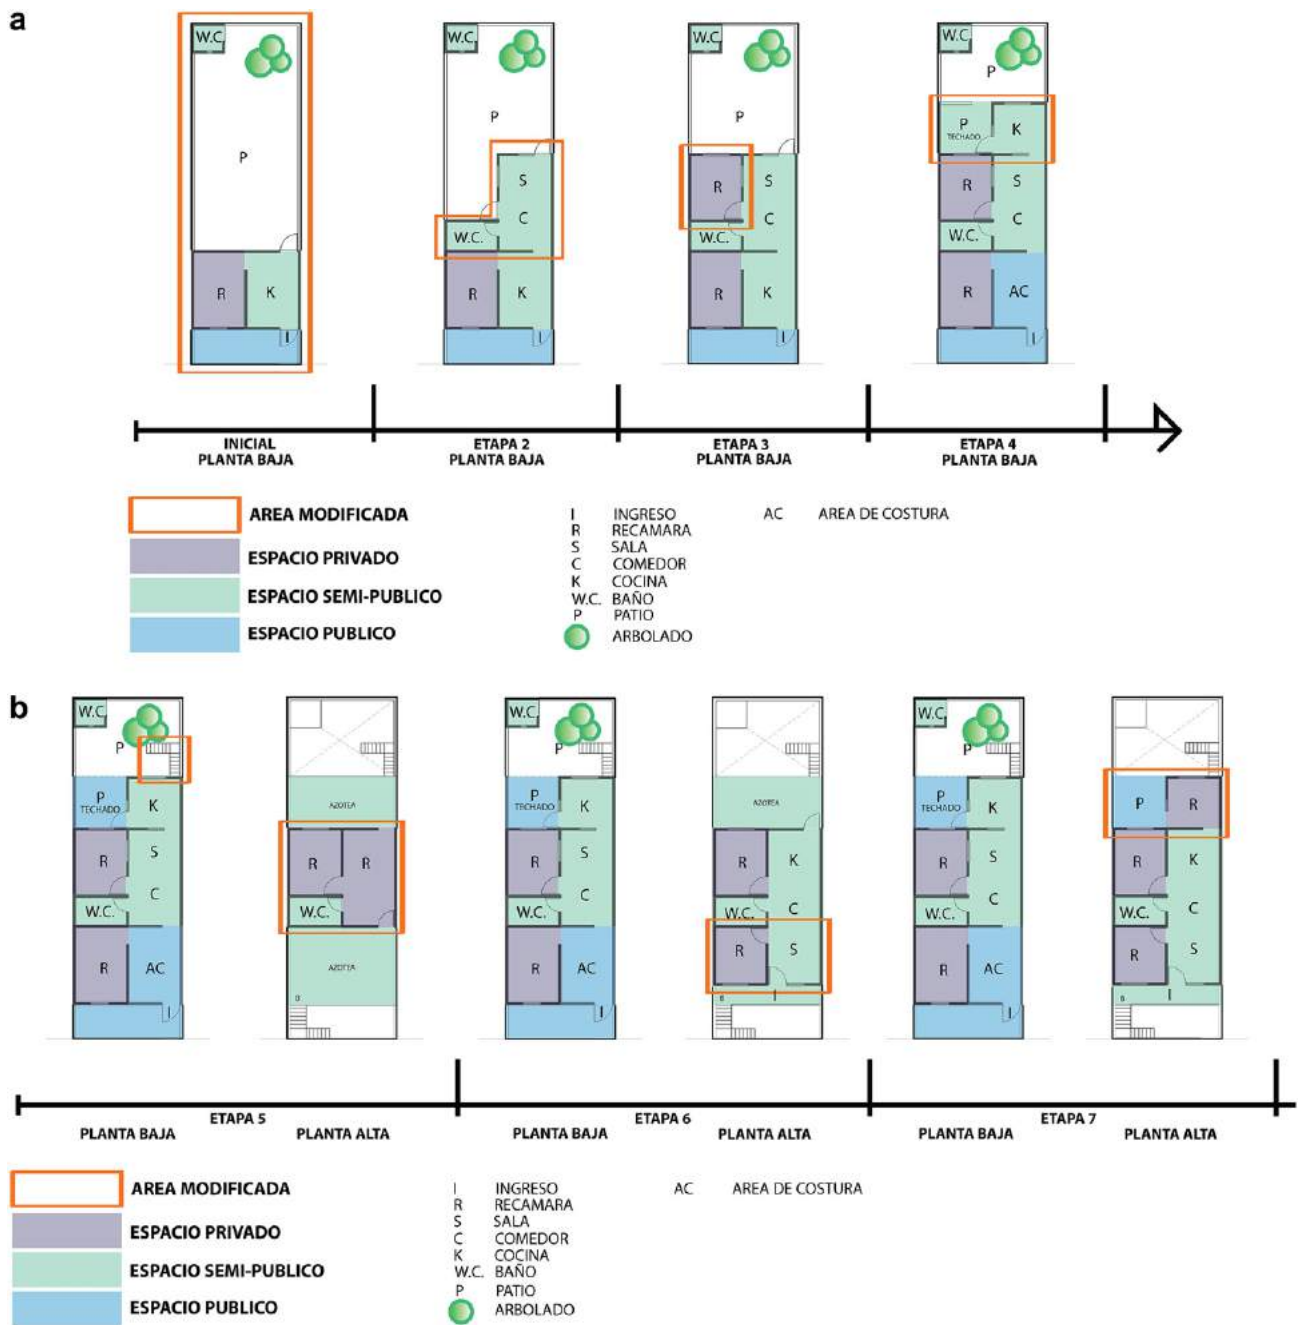 a
W.C.
P
R K
I
W.C.
P
S
C
W.C.
R K
I
W.C.
P
R S
C
W.C.
R K
I
W.C.
P
P K
TECHADO
R S
C
W.C.
R AC
I
INICIAL
PLANTA BAJA
ETAPA 2
PLANTA BAJA
ETAPA 3
PLANTA BAJA
ETAPA 4
PLANTA BAJA
AREA MODIFICADA
ESPACIO PRIVADO
ESPACIO SEMI-PUBLICO
ESPACIO PUBLICO
I INGRESO
R RECAMARA
S SALA
C COMEDOR
K COCINA
W.C. BAÑO
P PATIO
ARBOLADO
AC AREA DE COSTURA
b
W.C.
P
P K
TECHADO
R S
C
W.C.
R AC
I
AZOTEA
R R
W.C.
AZOTEA
B
W.C.
P
P K
TECHADO
R S
C
W.C.
R AC
I
AZOTEA
R K
W.C. C
R S
B I
W.C.
P
P K
TECHADO
R S
C
W.C.
R AC
I
P R
R K
W.C. C
R S
B I
ETAPA 5
PLANTA BAJA PLANTA ALTA
ETAPA 6
PLANTA BAJA PLANTA ALTA
ETAPA 7
PLANTA BAJA PLANTA ALTA
AREA MODIFICADA
ESPACIO PRIVADO
ESPACIO SEMI-PUBLICO
ESPACIO PUBLICO
I INGRESO
R RECAMARA
S SALA
C COMEDOR
K COCINA
W.C. BAÑO
P PATIO
ARBOLADO
AC AREA DE COSTURA